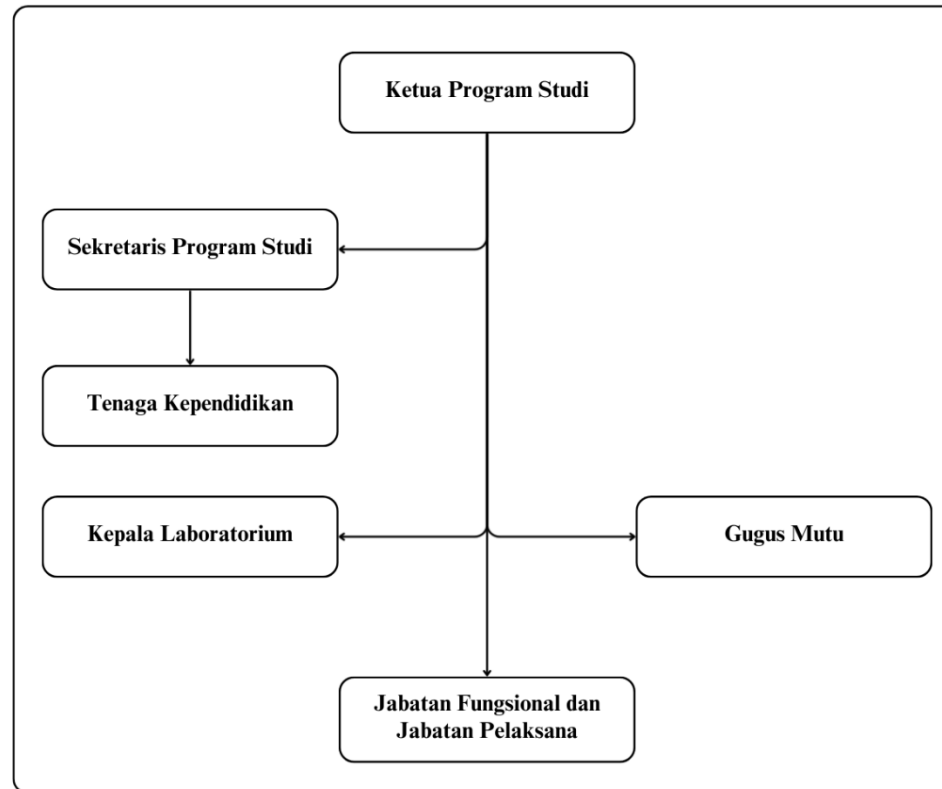 Ketua Program Studi
Sekretaris Program Studi
Tenaga Kependidikan
Kepala Laboratorium
Gugus Mutu
Jabatan Fungsional dan
Jabatan Pelaksana